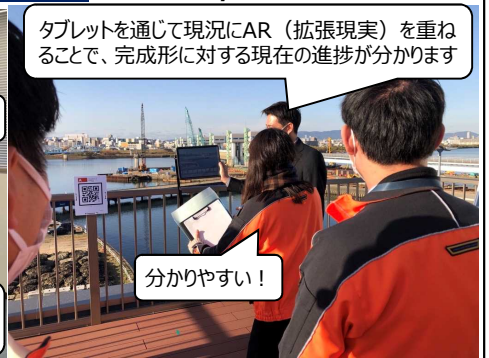 タブレットを通じて現況にAR（拡張現実）を重ね
ることで、完成形に対する現在の進捗が分かります
分かりやすい！